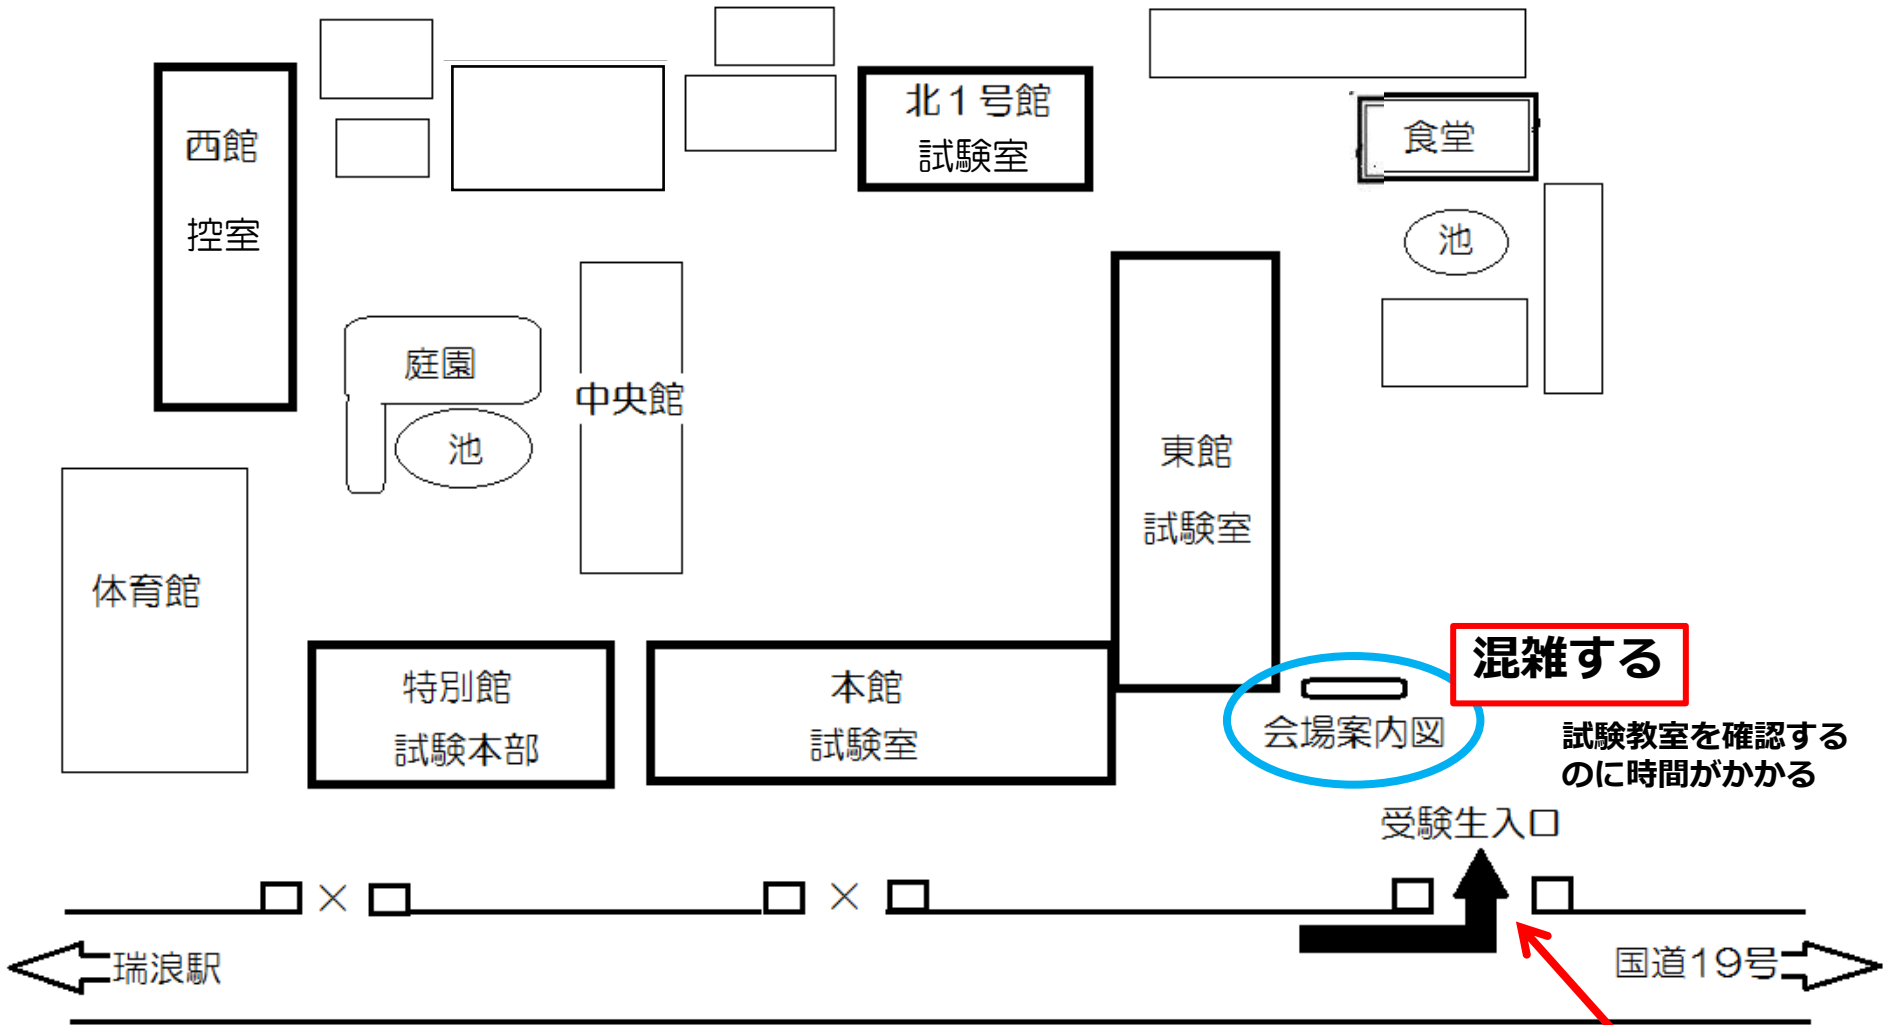 北１号館
試験室
食堂
西館
控室
池
庭園
中央館
池
東館
試験室
体育館
混雑する
特別館
試験本部
本館
試験室
会場案内図
試験教室を確認する
のに時間がかかる
受験生入口
×
×
瑞浪駅
国道19号